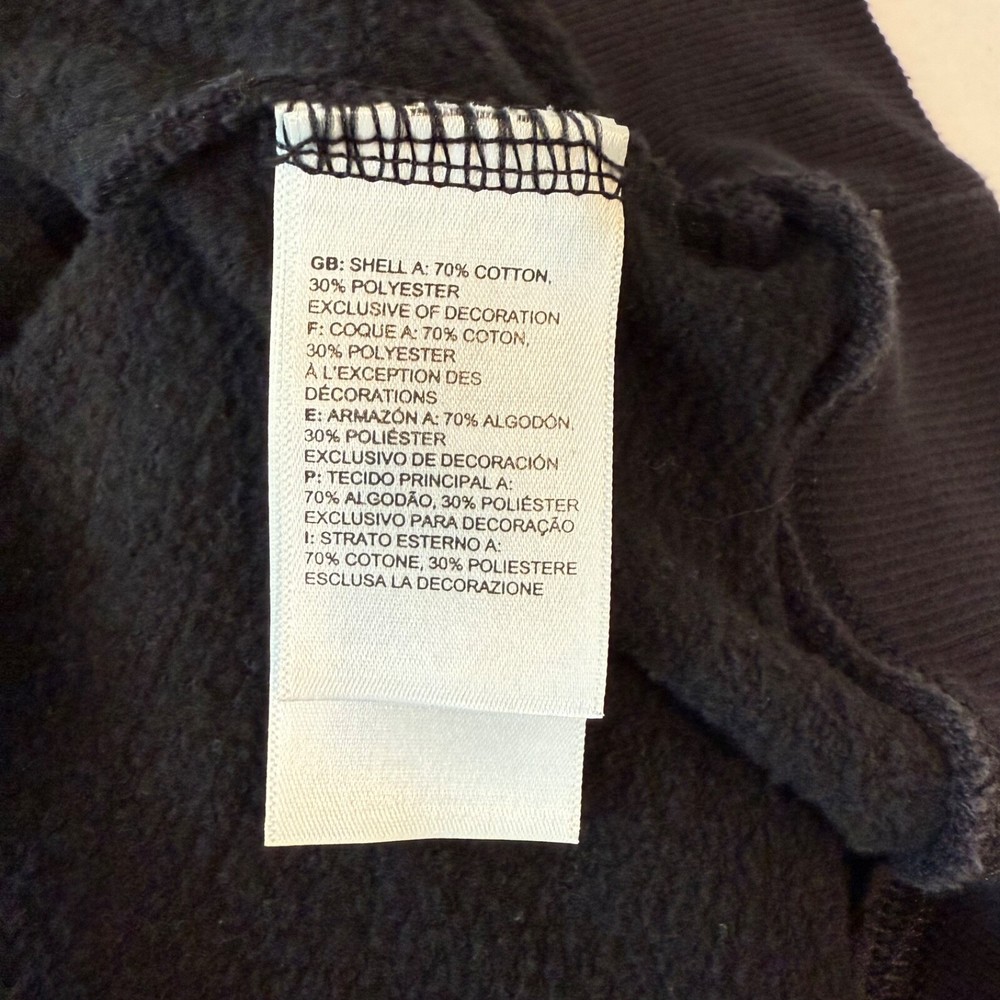 GB: SHELL A: 70% COTTON,
30% POLYESTER
EXCLUSIVE OF DECORATION
F: COQUE A: 70% COTON,
30% POLYESTER
À L'EXCEPTION DES
DÉCORATIONS
E: ARMAZÓN A: 70% ALGODÓN,
30% POLIÉSTER
EXCLUSIVO DE DECORACIÓN
P: TECIDO PRINCIPAL A:
70% ALGODÃO, 30% POLIÉSTER
EXCLUSIVO PARA DECORAÇÃO
I: STRATO ESTERNO A:
70% COTONE, 30% POLIESTERE
ESCLUSA LA DECORAZIONE